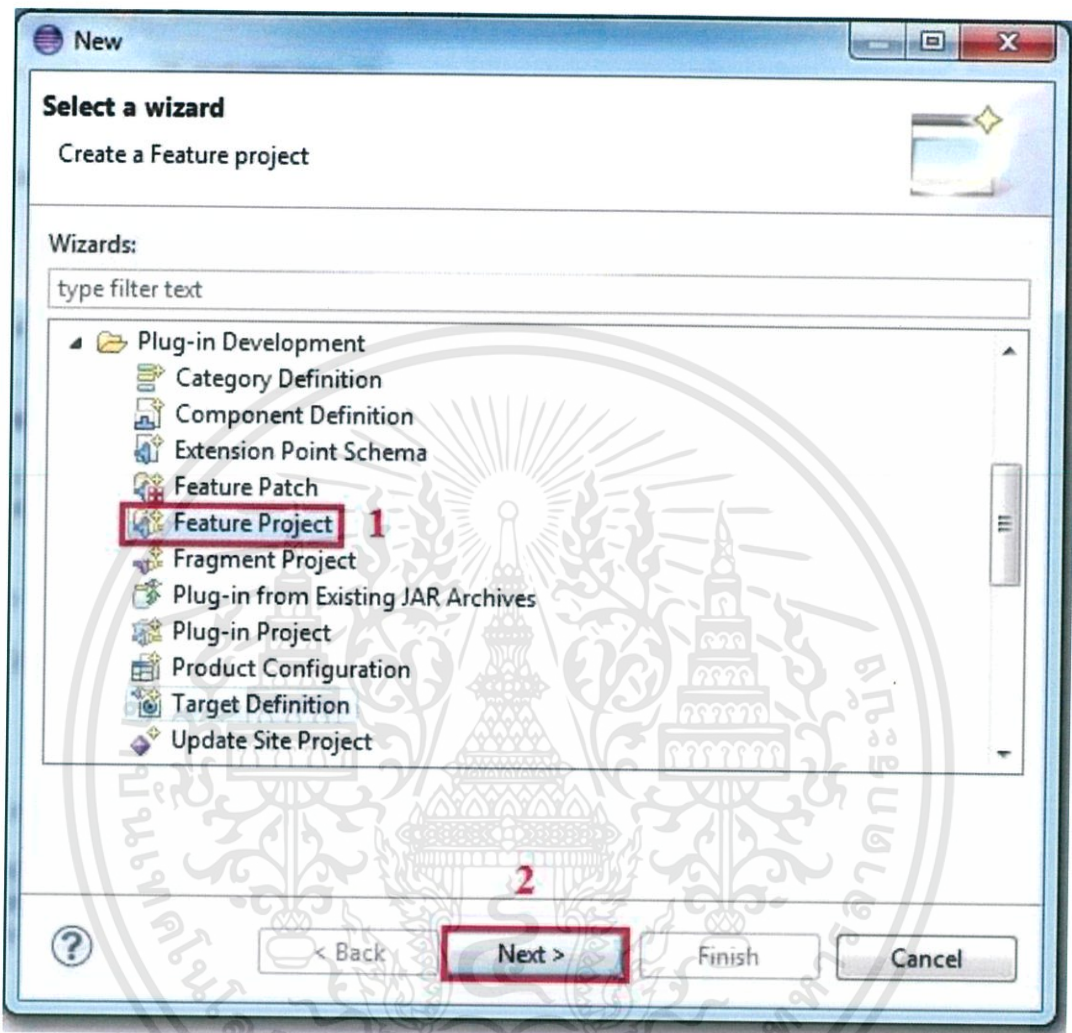 New
Select a wizard
Create a Feature project
Wizards:
type filter text
Plug-in Development
Category Definition
Component Definition
Extension Point Schema
Feature Patch
Feature Project 1
Fragment Project
Plug-in from Existing JAR Archives
Plug-in Project
Product Configuration
Target Definition
Update Site Project
2
< Back Next > Finish Cancel